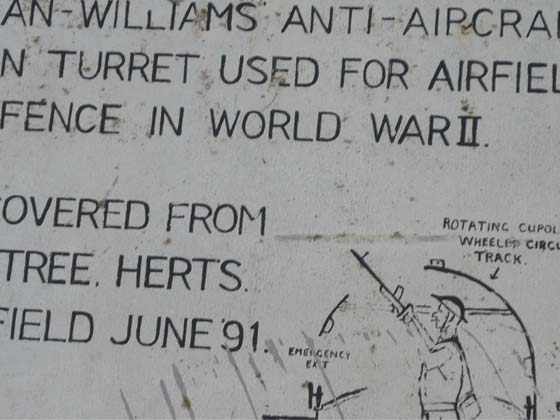 AN-WILLIAMS ANTI-AIRCRA
N TURRET USED FOR AIRFIEL
FENCE IN WORLD WAR II.
OVERED FROM
TREE. HERTS.
FIELD JUNE '91.
ROTATING CUPOL
WHEELED CIRCU
TRACK.
EMERGENCY
EXIT